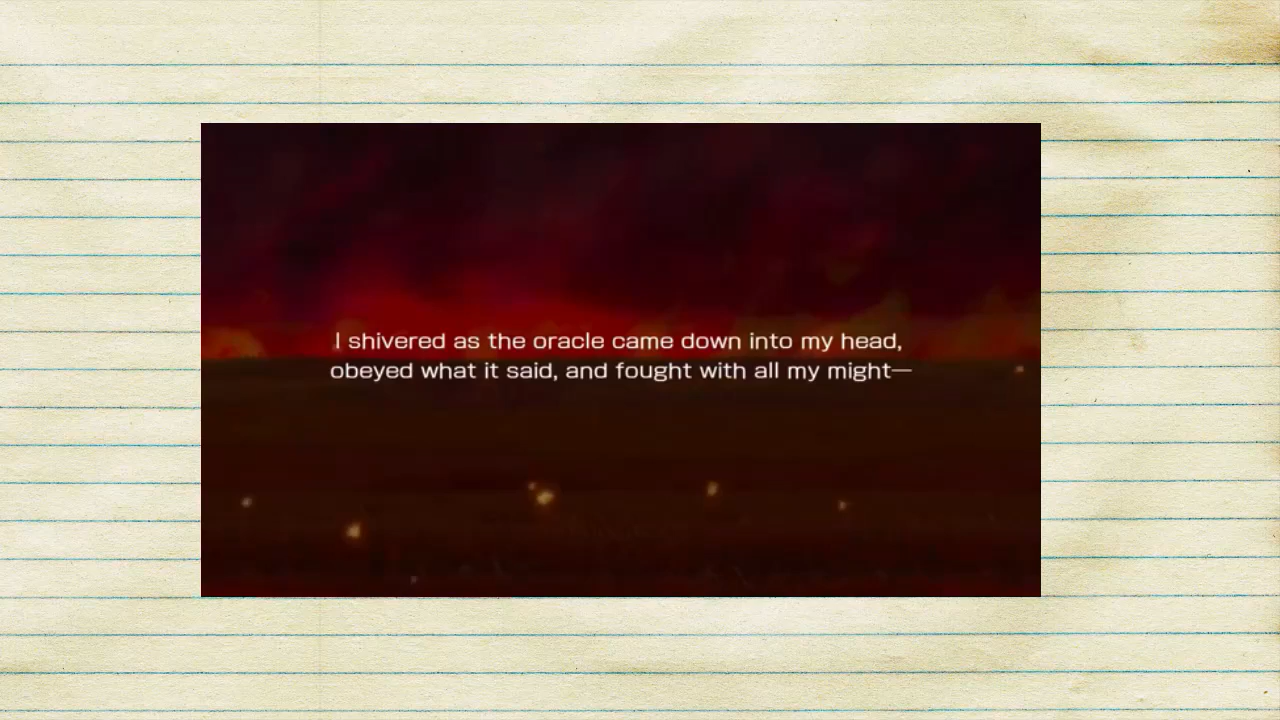 I shivered as the oracle came down into my head,
obeyed what it said, and fought with all my might—